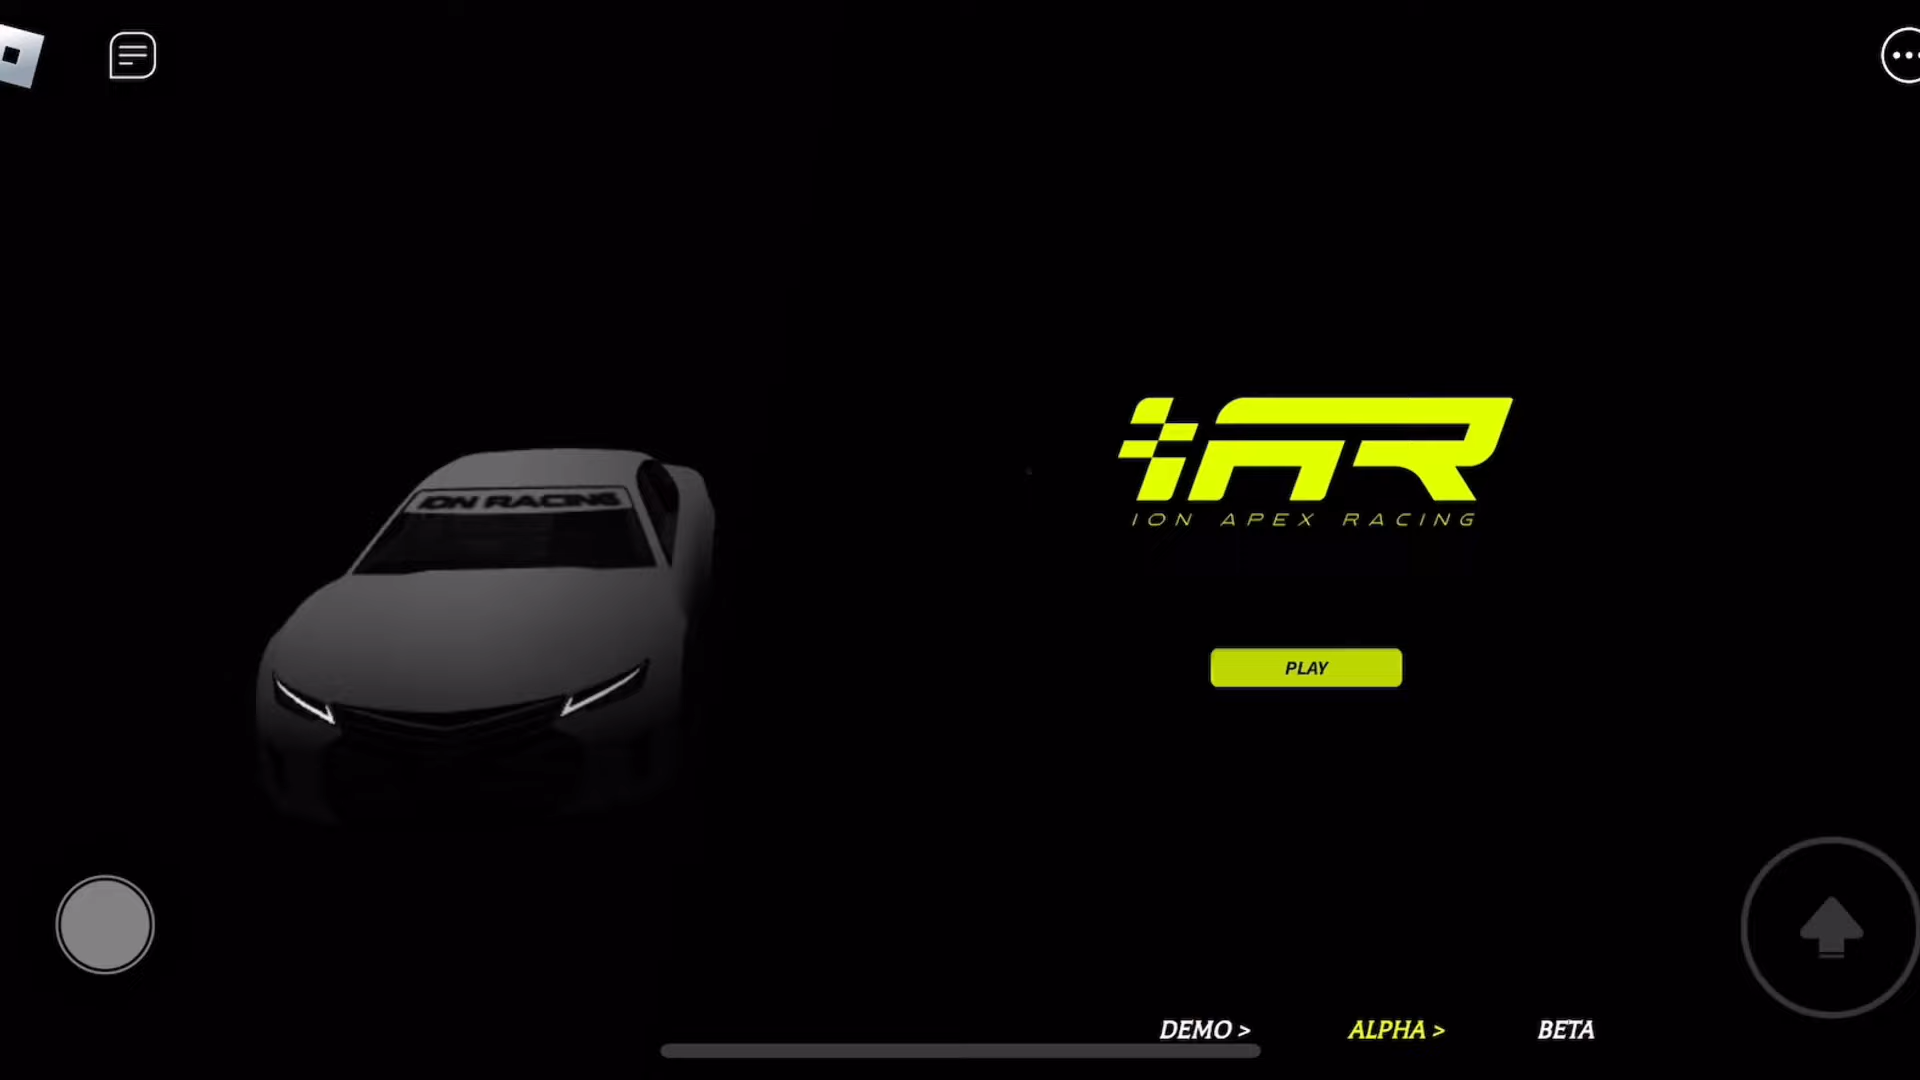 ION RACING
iAR
ION APEX RACING
PLAY
DEMO > ALPHA > BETA